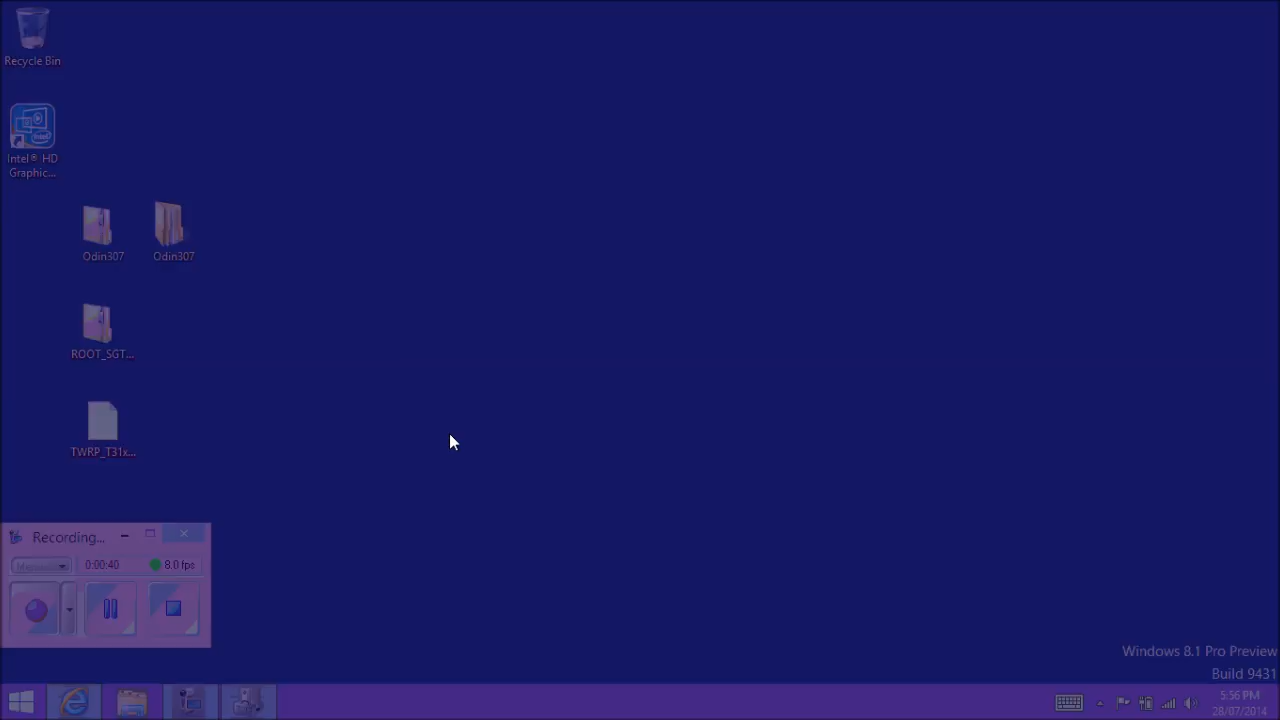 Recycle Bin
Intel® HD
Graphic...
Odin307
Odin307
ROOT_SGT...
TWRP_T31x...
Recording...
0:00:40
8.0 fps
Windows 8.1 Pro Preview
Build 9431
5:56 PM
28/07/2014